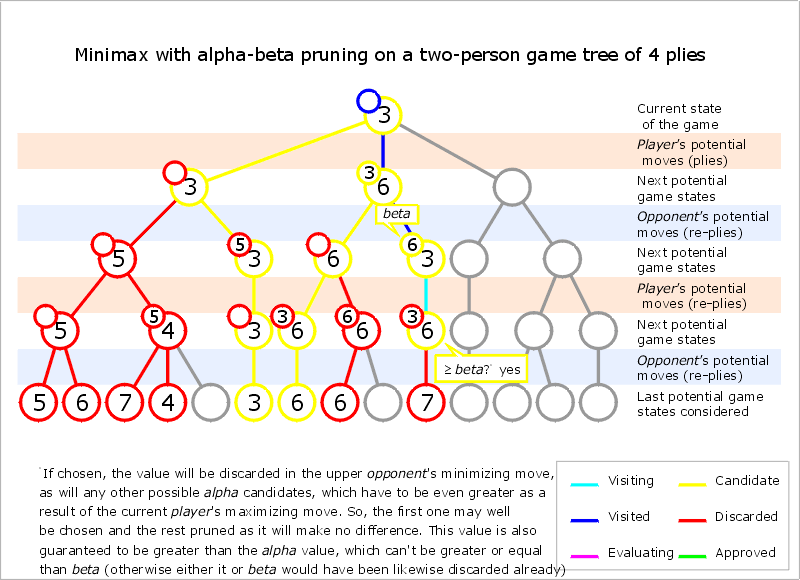 Minimax with alpha-beta pruning on a two-person game tree of 4 plies
3
Current state
of the game
Player's potential
moves (plies)
3
3
6
Next potential
game states
beta
Opponent's potential
moves (re-plies)
5
5
3
6
6
3
Next potential
game states
Player's potential
moves (re-plies)
5
5
4
3
3
6
6
6
3
6
Next potential
game states
≥ beta?* yes
Opponent's potential
moves (re-plies)
5
6
7
4
3
6
6
7
Last potential game
states considered
*If chosen, the value will be discarded in the upper opponent's minimizing move,
as will any other possible alpha candidates, which have to be even greater as a
result of the current player's maximizing move. So, the first one may well
be chosen and the rest pruned as it will make no difference. This value is also
guaranteed to be greater than the alpha value, which can't be greater or equal
than beta (otherwise either it or beta would have been likewise discarded already)
Visiting
Candidate
Visited
Discarded
Evaluating
Approved